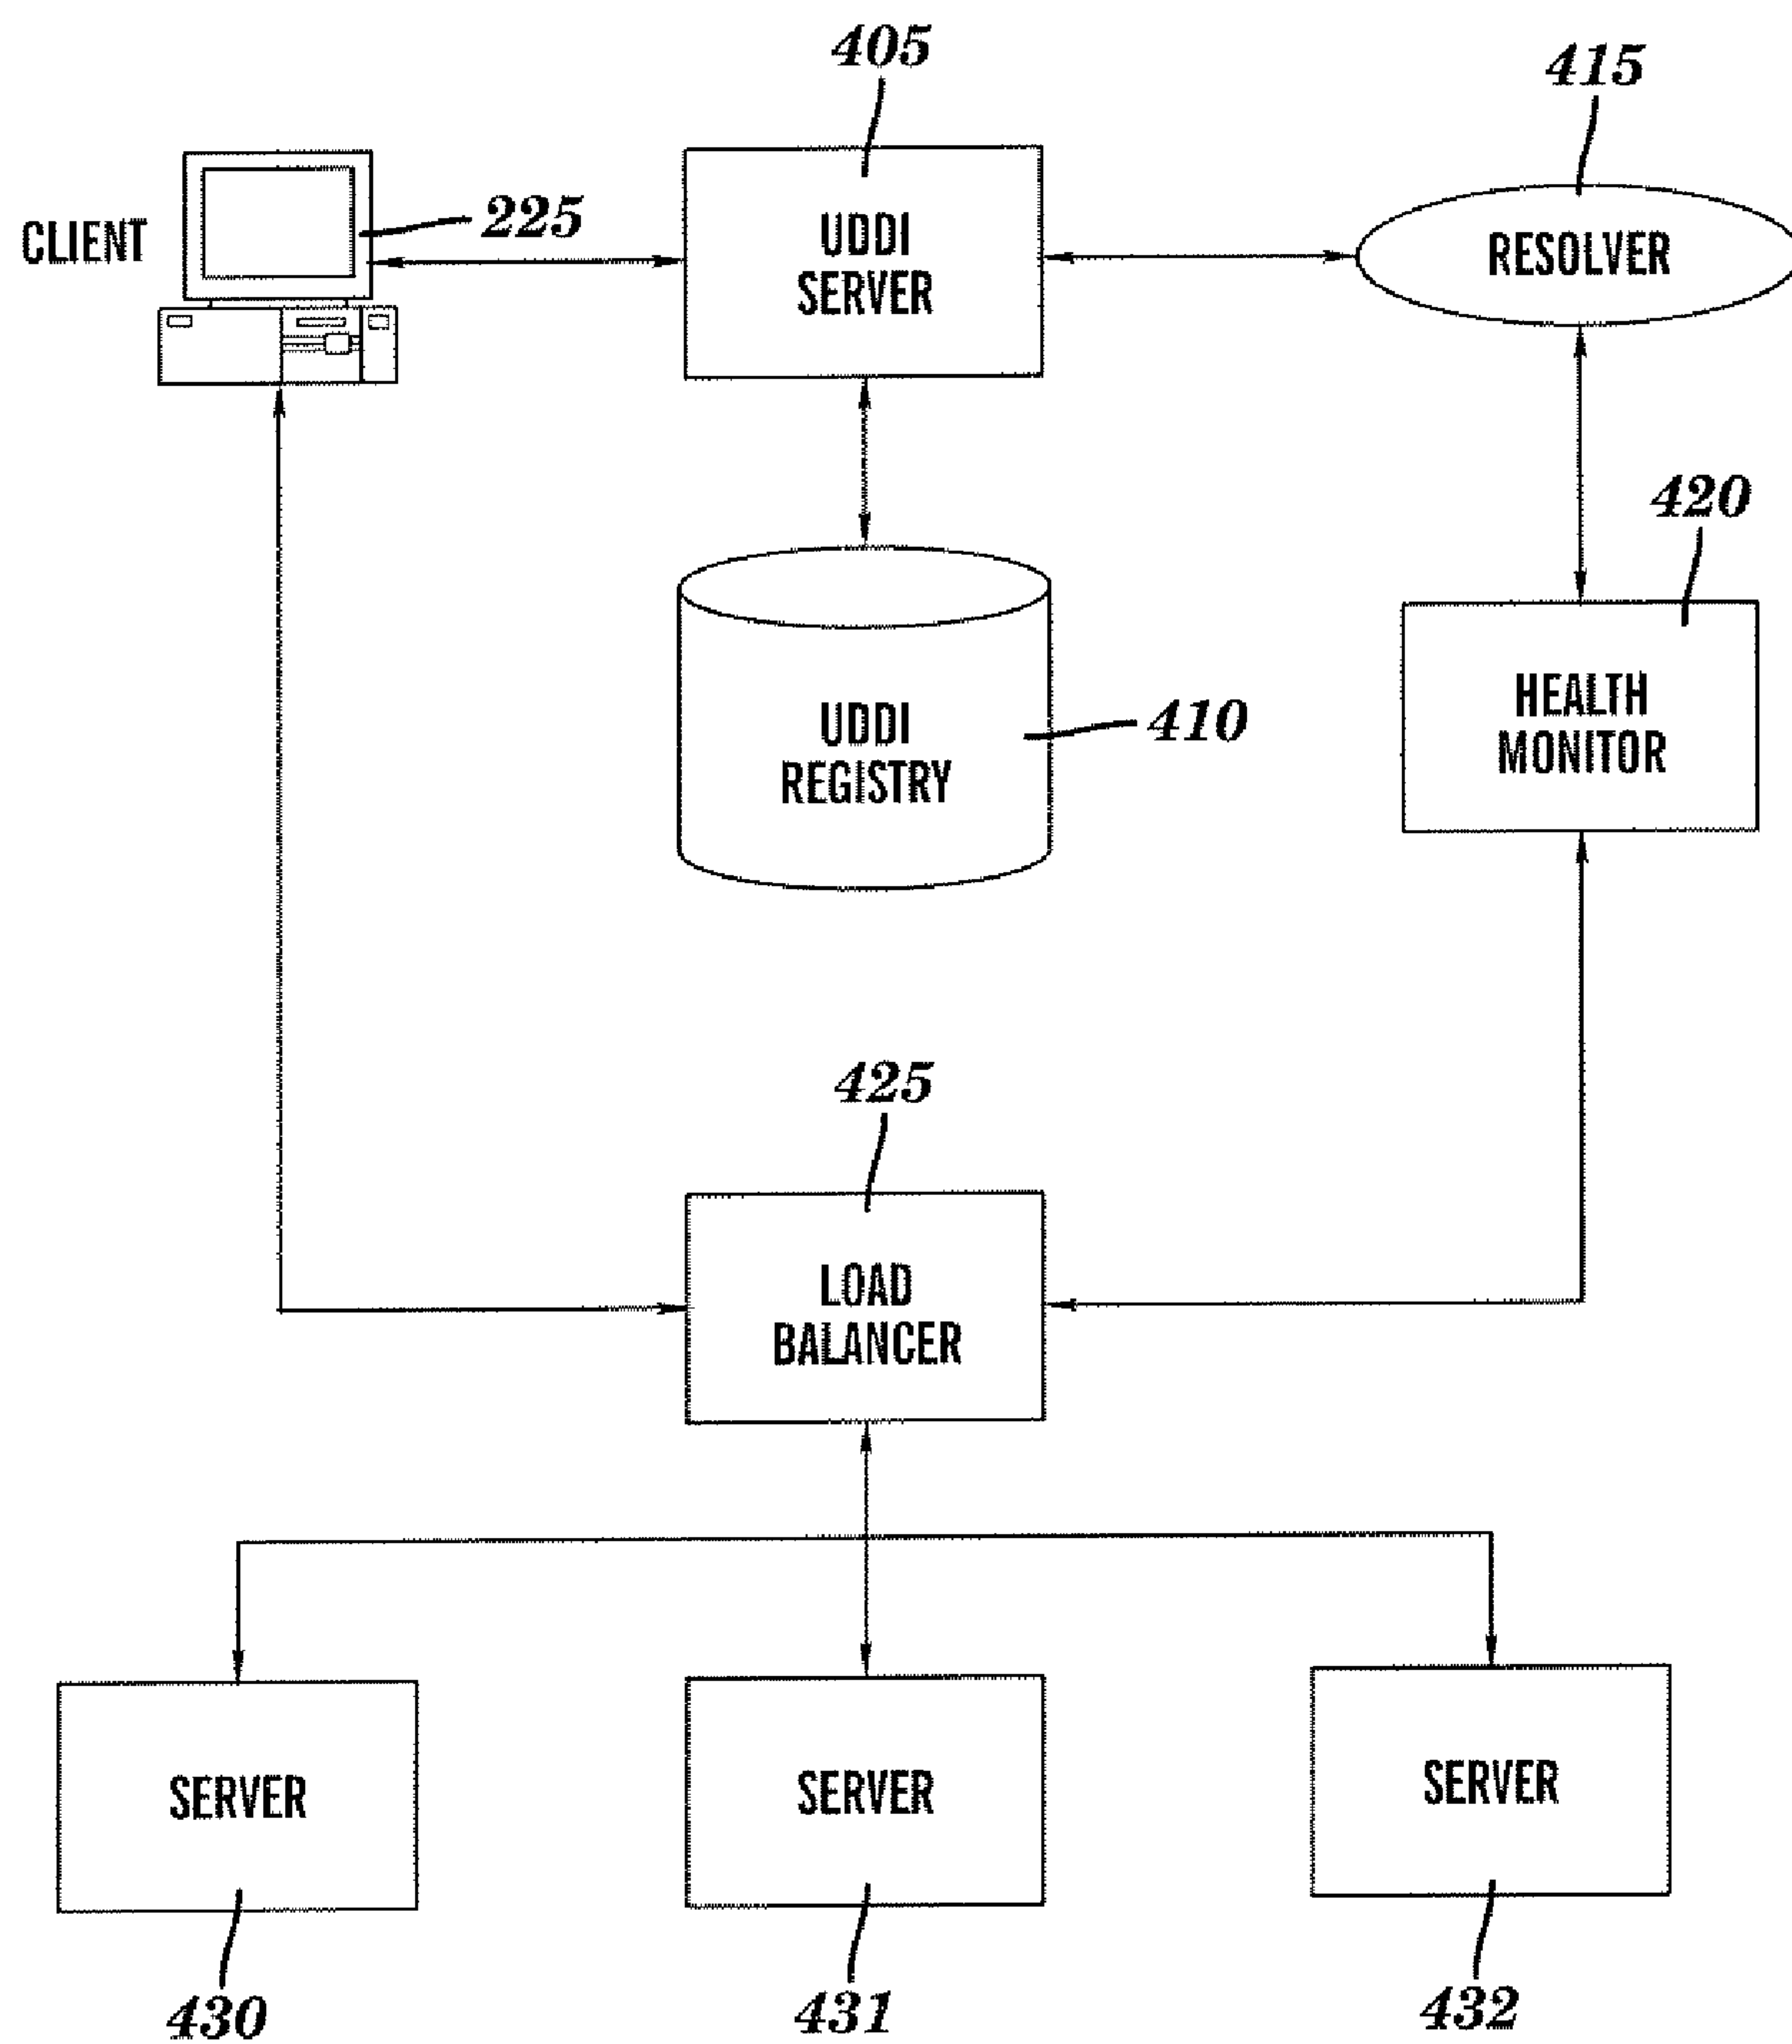 405
415
CLIENT
225
UDDI
SERVER
RESOLVER
420
UDDI
REGISTRY
410
HEALTH
MONITOR
425
LOAD
BALANCER
SERVER
SERVER
SERVER
430
431
432